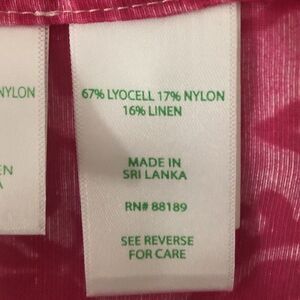 NYLON
67% LYOCELL 17% NYLON
16% LINEN
MADE IN
SRI LANKA
RN# 88189
SEE REVERSE
FOR CARE